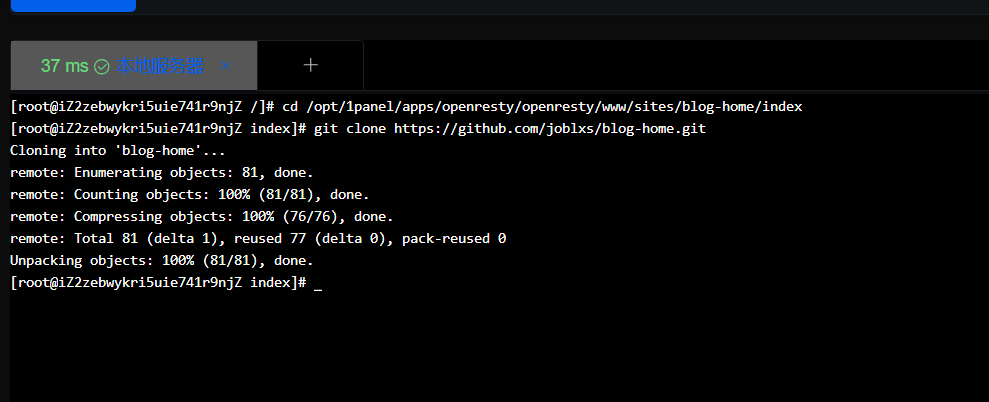 37 ms 本地服务器 ×
+
[root@iZ2zebwykri5uie741r9njZ /]# cd /opt/1panel/apps/openresty/openresty/www/sites/blog-home/index
[root@iZ2zebwykri5uie741r9njZ index]# git clone https://github.com/joblxs/blog-home.git
Cloning into 'blog-home'...
remote: Enumerating objects: 81, done.
remote: Counting objects: 100% (81/81), done.
remote: Compressing objects: 100% (76/76), done.
remote: Total 81 (delta 1), reused 77 (delta 0), pack-reused 0
Unpacking objects: 100% (81/81), done.
[root@iZ2zebwykri5uie741r9njZ index]# _